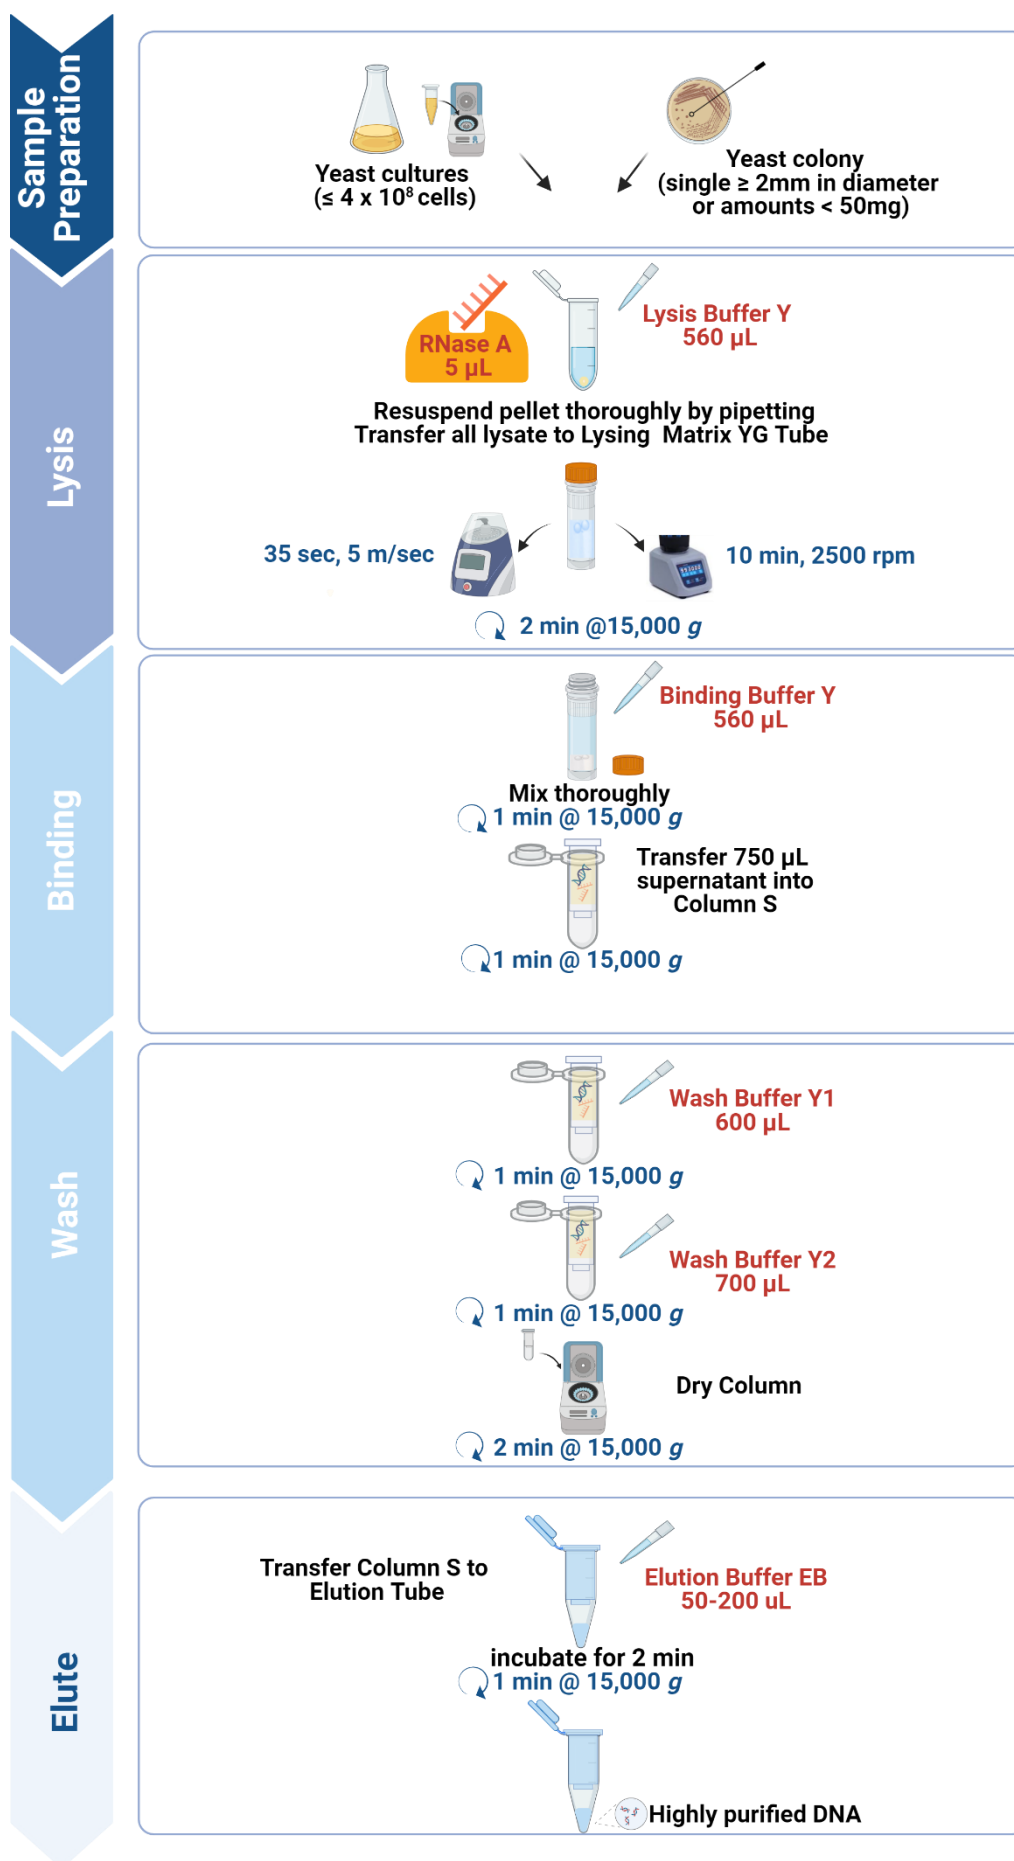 Sample
Preparation
Yeast cultures
(≤ 4 x 10⁸ cells)
Yeast colony
(single ≥ 2mm in diameter
or amounts < 50mg)
Lysis
RNase A
5 µL
Lysis Buffer Y
560 µL
Resuspend pellet thoroughly by pipetting
Transfer all lysate to Lysing Matrix YG Tube
35 sec, 5 m/sec
10 min, 2500 rpm
2 min @15,000 g
Binding
Binding Buffer Y
560 µL
Mix thoroughly
1 min @ 15,000 g
Transfer 750 µL
supernatant into
Column S
1 min @ 15,000 g
Wash
Wash Buffer Y1
600 µL
1 min @ 15,000 g
Wash Buffer Y2
700 µL
1 min @ 15,000 g
Dry Column
2 min @ 15,000 g
Elute
Transfer Column S to
Elution Tube
Elution Buffer EB
50-200 uL
incubate for 2 min
1 min @ 15,000 g
Highly purified DNA